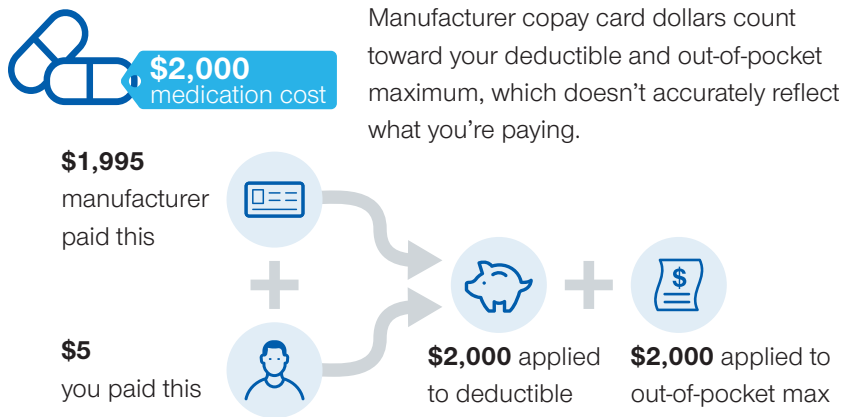 $2,000
medication cost
Manufacturer copay card dollars count
toward your deductible and out-of-pocket
maximum, which doesn’t accurately reflect
what you’re paying.
$1,995
manufacturer
paid this
$5
you paid this
$
$2,000 applied
to deductible
$2,000 applied to
out-of-pocket max